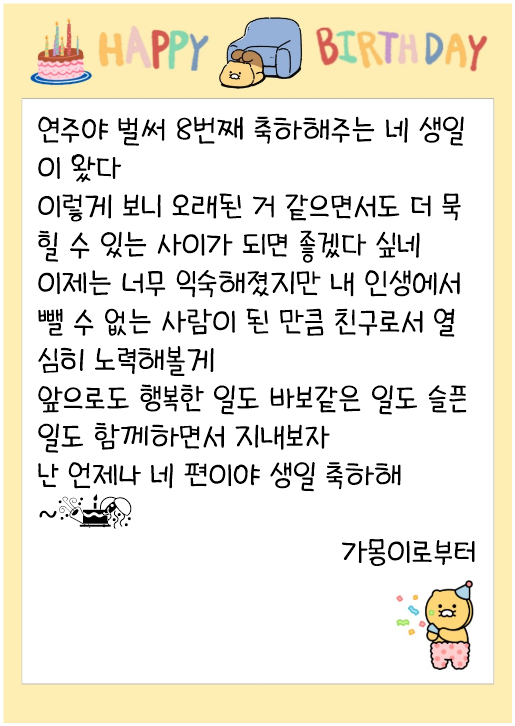 HAPPY BIRTHDAY
연주야 벌써 8번째 축하해주는 네 생일
이 왔다
이렇게 보니 오래된 거 같으면서도 더 묵
힐 수 있는 사이가 되면 좋겠다 싶네
이제는 너무 익숙해졌지만 내 인생에서
뺄 수 없는 사람이 된 만큼 친구로서 열
심히 노력해볼게
앞으로도 행복한 일도 바보같은 일도 슬픈
일도 함께하면서 지내보자
난 언제나 네 편이야 생일 축하해
~
가몽이로부터